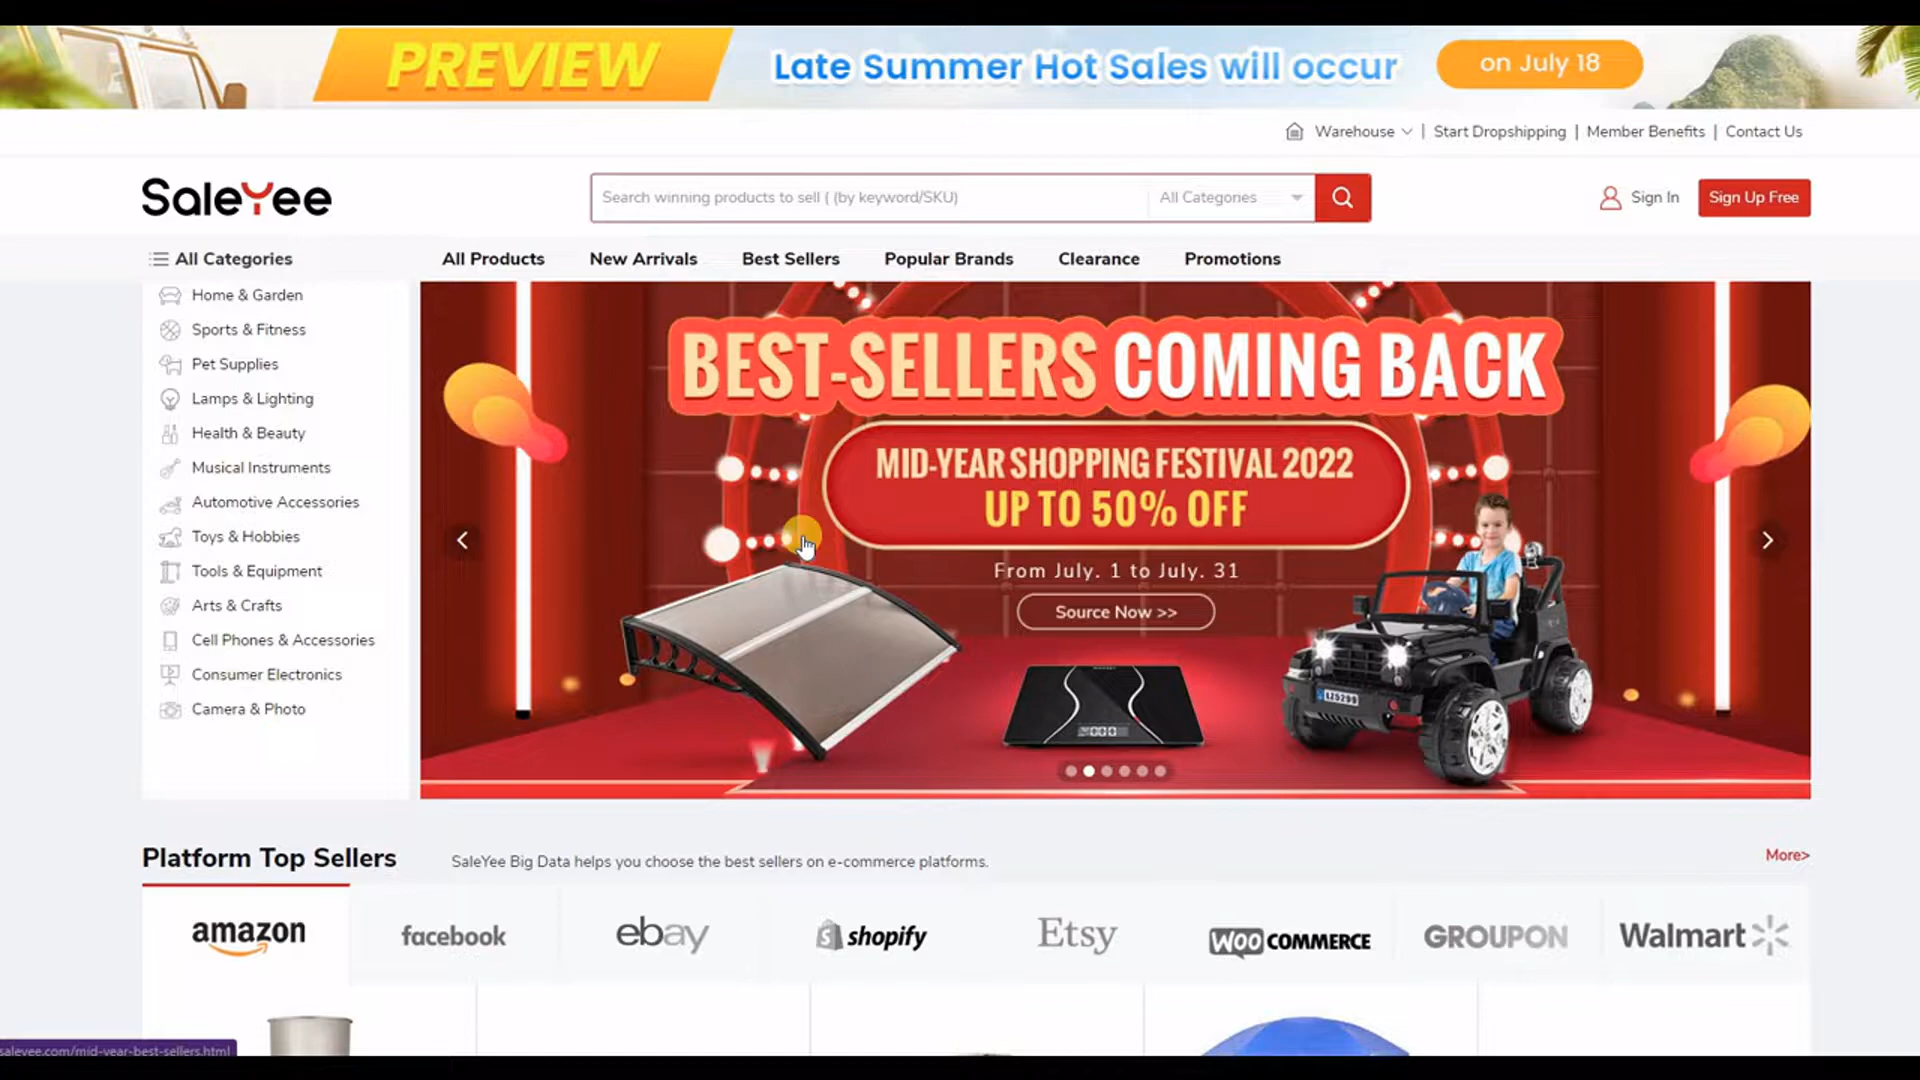 PREVIEW
Late Summer Hot Sales will occur
on July 18
Warehouse | Start Dropshipping | Member Benefits | Contact Us
SaleYee
Search winning products to sell ( (by keyword/SKU)
All Categories
Sign In
Sign Up Free
All Categories
All Products
New Arrivals
Best Sellers
Popular Brands
Clearance
Promotions
Home & Garden
Sports & Fitness
Pet Supplies
Lamps & Lighting
Health & Beauty
Musical Instruments
Automotive Accessories
Toys & Hobbies
Tools & Equipment
Arts & Crafts
Cell Phones & Accessories
Consumer Electronics
Camera & Photo
BEST-SELLERS COMING BACK
MID-YEAR SHOPPING FESTIVAL 2022
UP TO 50% OFF
From July. 1 to July. 31
Source Now >>
LZ5299
Platform Top Sellers
SaleYee Big Data helps you choose the best sellers on e-commerce platforms.
More>
amazon
facebook
ebay
shopify
Etsy
WOO COMMERCE
GROUPON
Walmart
saleyee.com/mid-year-best-sellers.html